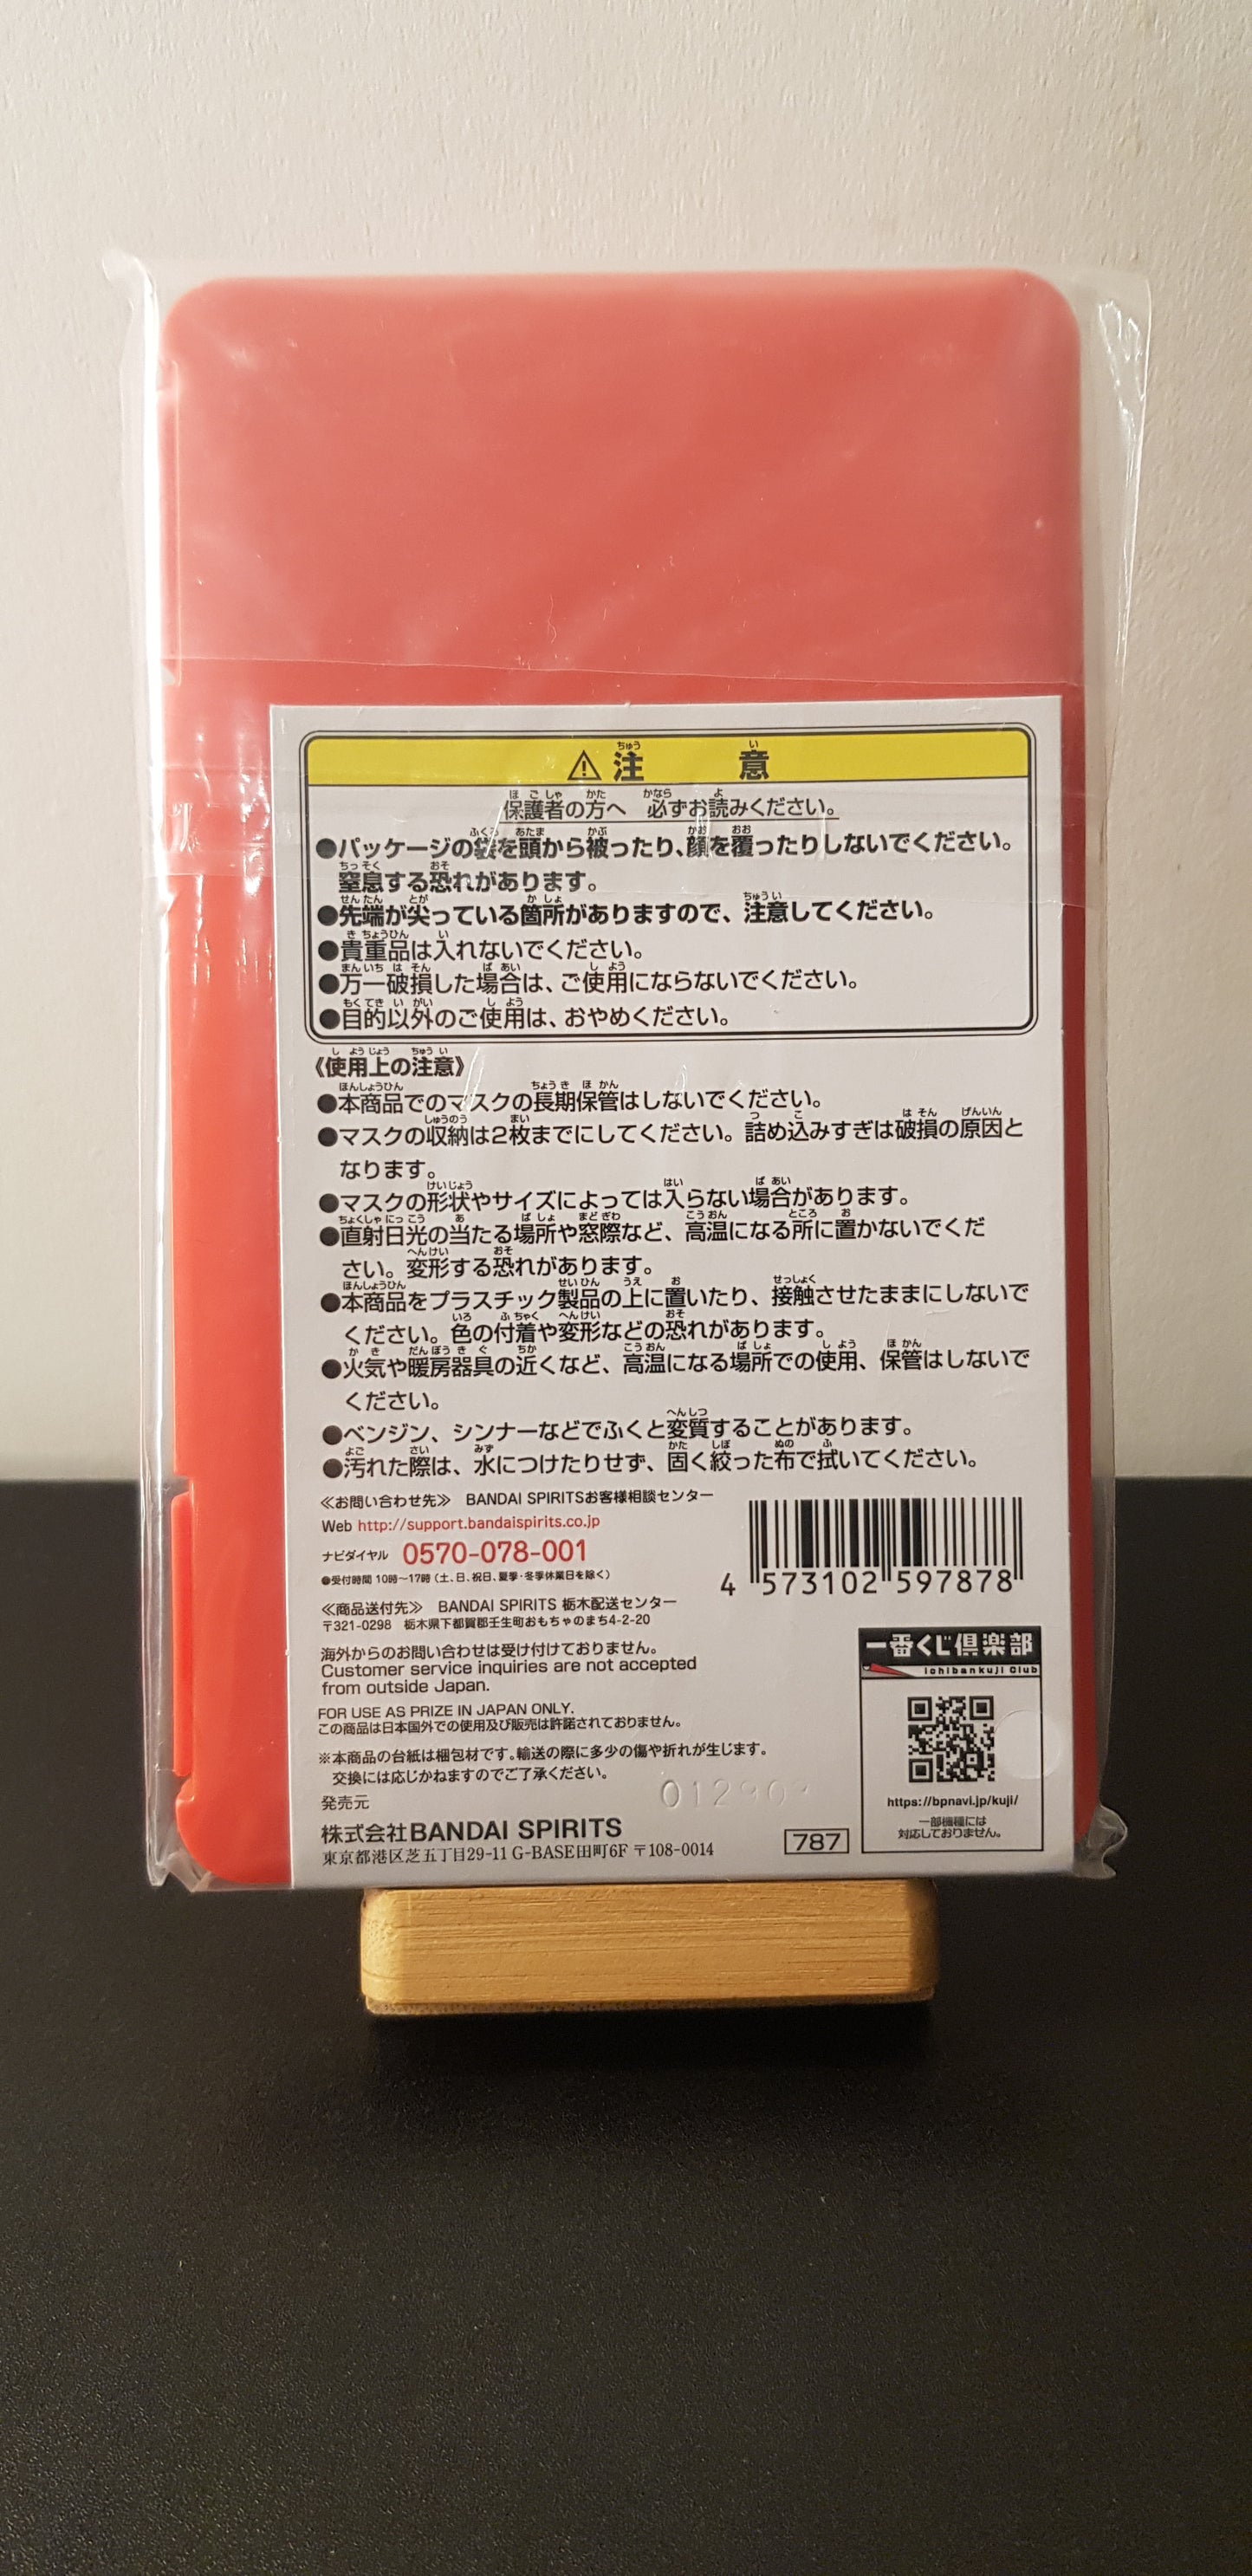 ⚠注 意
保護者の方へ 必ずお読みください。
●パッケージの袋を頭から被ったり、顔を覆ったりしないでください。
窒息する恐れがあります。
●先端が尖っている箇所がありますので、注意してください。
●貴重品は入れないでください。
●万一破損した場合は、ご使用にならないでください。
●目的以外のご使用は、おやめください。
《使用上の注意》
●本商品でのマスクの長期保管はしないでください。
●マスクの収納は2枚までにしてください。詰め込みすぎは破損の原因と
なります。
●マスクの形状やサイズによっては入らない場合があります。
●直射日光の当たる場所や窓際など、高温になる所に置かないでくだ
さい。変形する恐れがあります。
●本商品をプラスチック製品の上に置いたり、接触させたままにしないで
ください。色の付着や変形などの恐れがあります。
●火気や暖房器具の近くなど、高温になる場所での使用、保管はしないで
ください。
●ベンジン、シンナーなどでふくと変質することがあります。
●汚れた際は、水につけたりせず、固く絞った布で拭いてください。
≪お問い合わせ先≫ BANDAI SPIRITSお客様相談センター
Web http://support.bandaispirits.co.jp
ナビダイヤル 0570-078-001
●受付時間 10時～17時(土、日、祝日、夏季・冬季休業日を除く)
≪商品送付先≫ BANDAI SPIRITS 栃木配送センター
〒321-0298 栃木県下都賀郡壬生町おもちゃのまち4-2-20
海外からのお問い合わせは受け付けておりません。
Customer service inquiries are not accepted
from outside Japan.
FOR USE AS PRIZE IN JAPAN ONLY.
この商品は日本国外での使用及び販売は許諾されておりません。
※本商品の台紙は梱包材です。輸送の際に多少の傷や折れが生じます。
交換には応じかねますのでご了承ください。
発売元
株式会社BANDAI SPIRITS
東京都港区芝五丁目29-11 G-BASE田町6F 〒108-0014
787
4 573102 597878
一番くじ倶楽部
ichibankuji Club
https://bpnavi.jp/kuji/
一部機種には
対応しておりません。